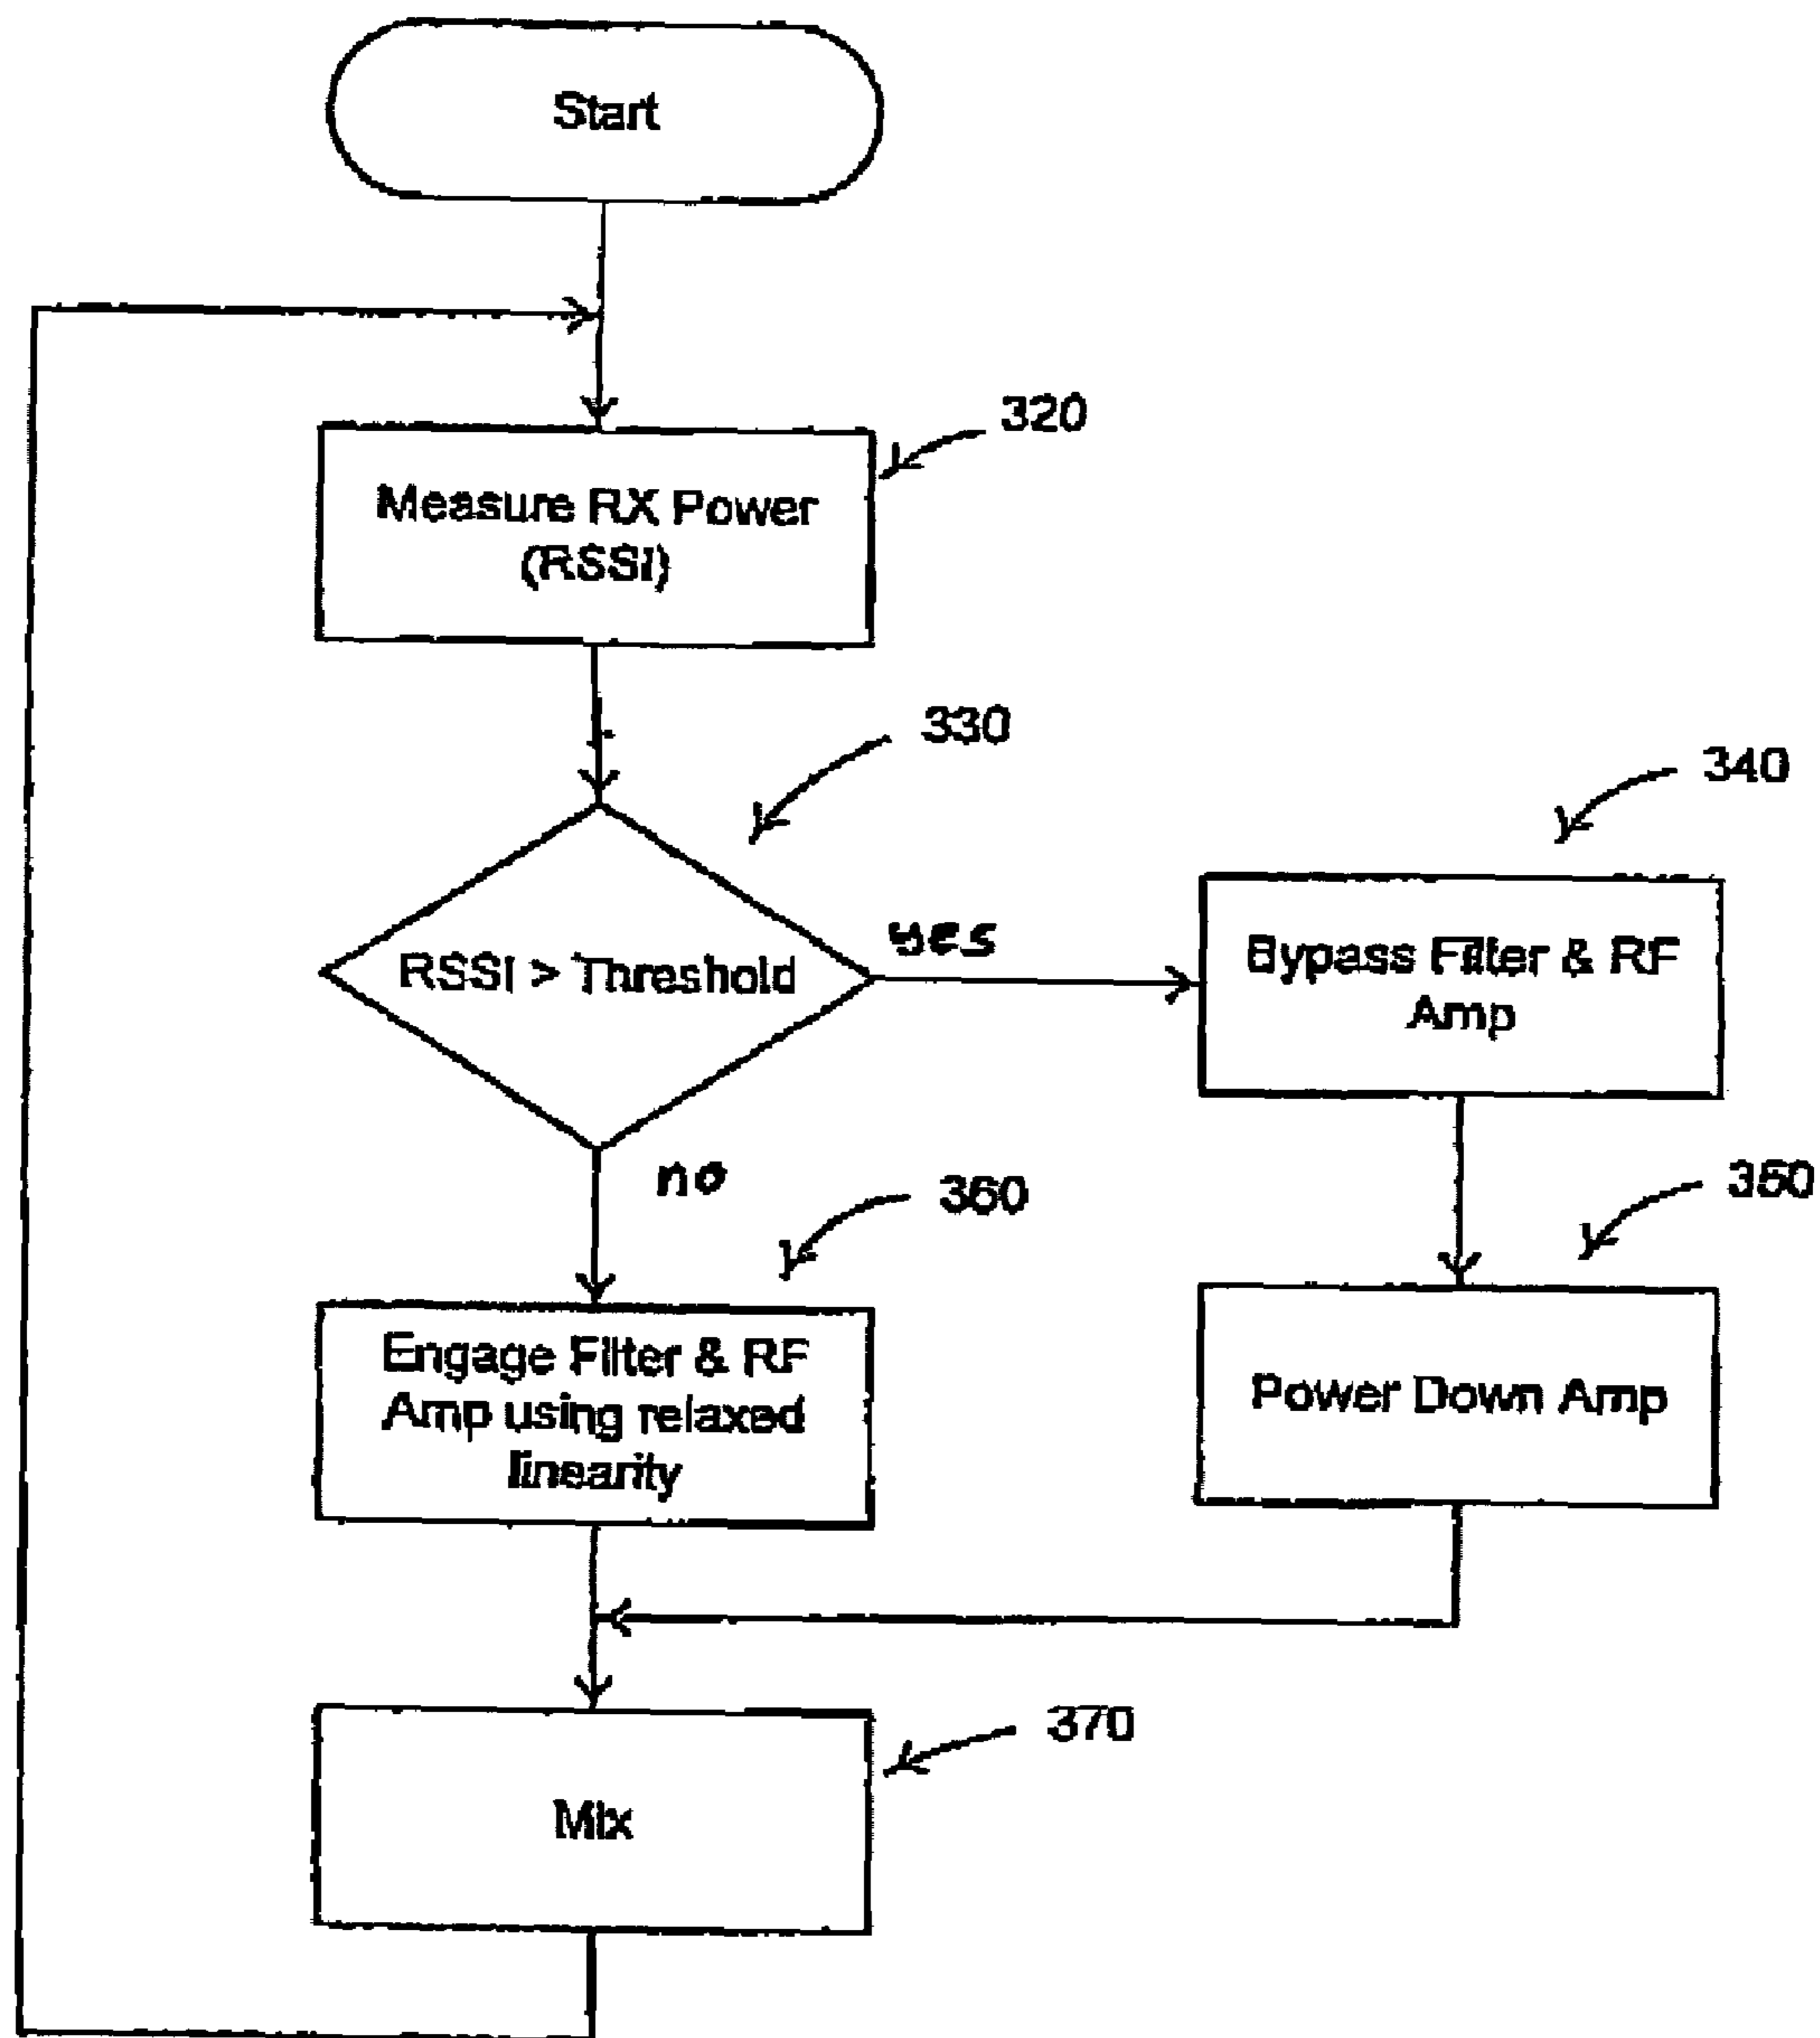 Start
320
Measure RX Power
(RSSI)
330
340
RSSI > Threshold
yes
Bypass Filter & RF
Amp
no
360
350
Engage Filter & RF
Amp using relaxed
linearity
Power Down Amp
370
Mix